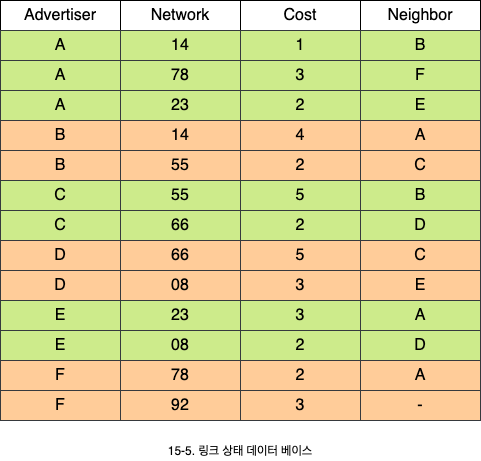 Advertiser Network Cost Neighbor
A 14 1 B
A 78 3 F
A 23 2 E
B 14 4 A
B 55 2 C
C 55 5 B
C 66 2 D
D 66 5 C
D 08 3 E
E 23 3 A
E 08 2 D
F 78 2 A
F 92 3 -
15-5. 링크 상태 데이터 베이스